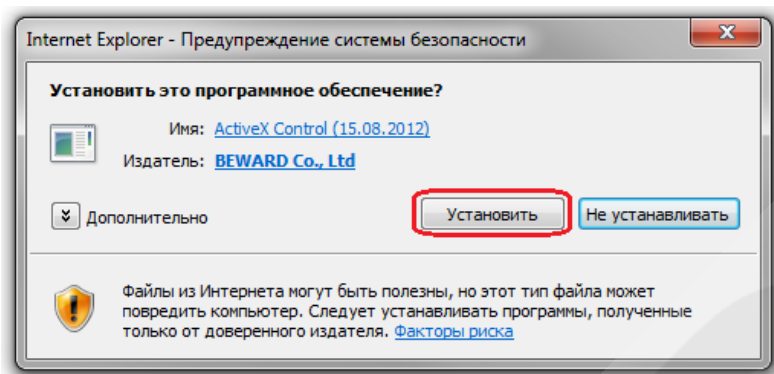 Internet Explorer - Предупреждение системы безопасности
Установить это программное обеспечение?
Имя: ActiveX Control (15.08.2012)
Издатель: BEWARD Co., Ltd
Дополнительно
Установить
Не устанавливать
Файлы из Интернета могут быть полезны, но этот тип файла может
повредить компьютер. Следует устанавливать программы, полученные
только от доверенного издателя. Факторы риска